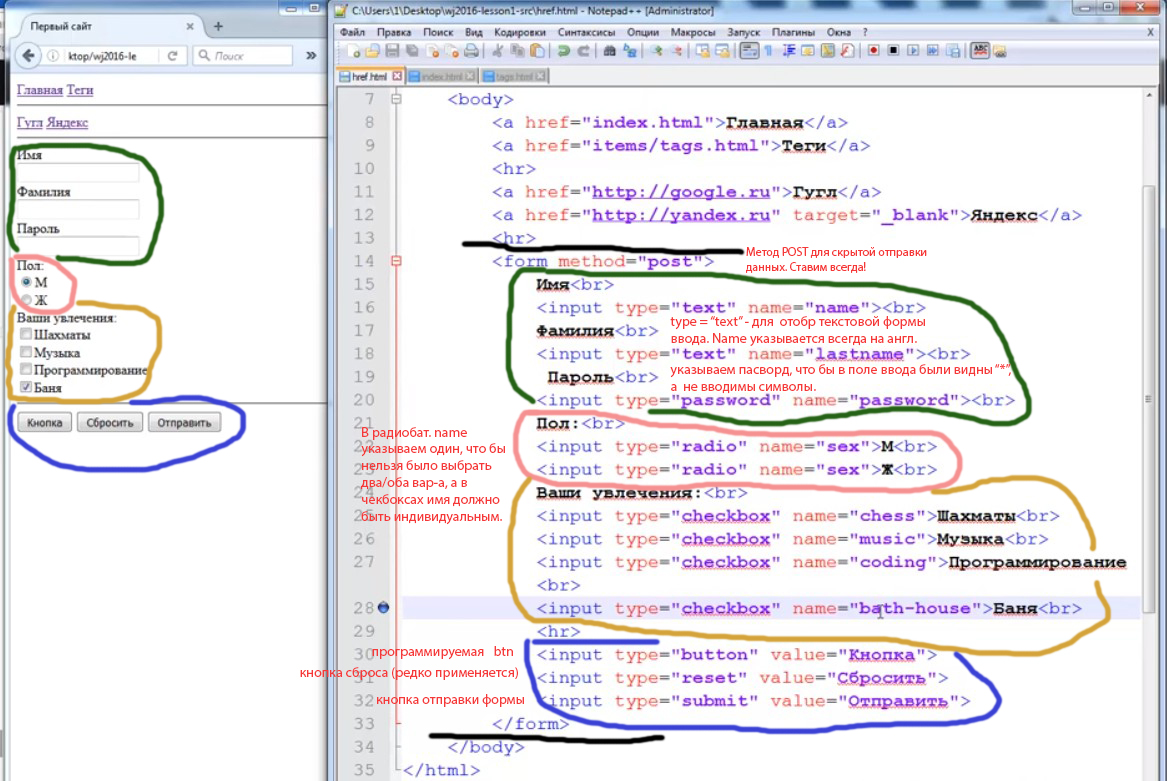 Первый сайт
ktop/wj2016-le
Поиск
Главная Теги
Гугл Яндекс
Имя
Фамилия
Пароль
Пол:
М
Ж
Ваши увлечения:
Шахматы
Музыка
Программирование
Баня
Кнопка Сбросить Отправить
C:\Users\1\Desktop\wj2016-lesson1-src\href.html - Notepad++ [Administrator]
Файл Правка Поиск Вид Кодировки Синтаксисы Опции Макросы Запуск Плагины Окна ? X
href.html index.html tags.html
7 <body>
8 <a href="index.html">Главная</a>
9 <a href="items/tags.html">Теги</a>
10 <hr>
11 <a href="http://google.ru">Гугл</a>
12 <a href="http://yandex.ru" target="_blank">Яндекс</a>
13 <hr>
14 <form method="post">
15 Имя<br>
16 <input type="text" name="name"><br>
17 Фамилия<br>
18 <input type="text" name="lastname"><br>
19 Пароль<br>
20 <input type="password" name="password"><br>
21 Пол:<br>
22 <input type="radio" name="sex">М<br>
23 <input type="radio" name="sex">Ж<br>
24 Ваши увлечения:<br>
25 <input type="checkbox" name="chess">Шахматы<br>
26 <input type="checkbox" name="music">Музыка<br>
27 <input type="checkbox" name="coding">Программирование
<br>
28 <input type="checkbox" name="bath-house">Баня<br>
29 <hr>
30 <input type="button" value="Кнопка">
31 <input type="reset" value="Сбросить">
32 <input type="submit" value="Отправить">
33 </form>
34 </body>
35 </html>
Метод POST для скрытой отправки
данных. Ставим всегда!
type = "text" - для отобр текстовой формы
ввода. Name указывается всегда на англ.
указываем пасворд, что бы в поле ввода были видны "*",
а не вводимы символы.
В радиобат. name
указываем один, что бы
нельзя было выбрать
два/оба вар-а, а в
чекбоксах имя должно
быть индивидуальным.
программируемая btn
кнопка сброса (редко применяется)
кнопка отправки формы